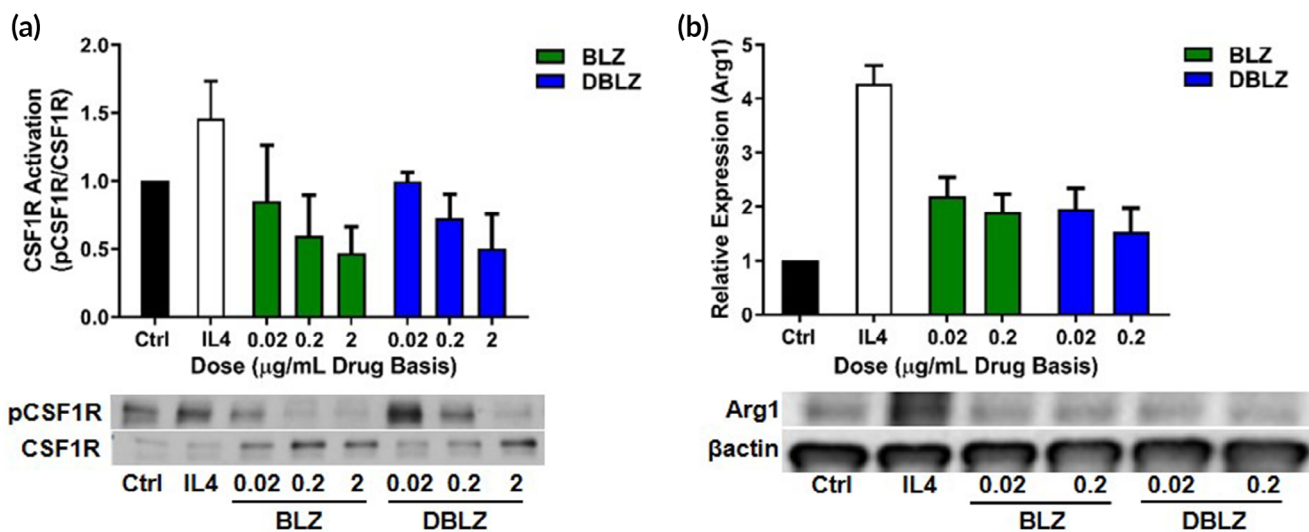 (a)
CSF1R Activation
(pCSF1R/CSF1R)
2.0
1.5
1.0
0.5
0.0
BLZ
DBLZ
Ctrl IL4 0.02 0.2 2 0.02 0.2 2
Dose (μg/mL Drug Basis)
pCSF1R
CSF1R
Ctrl IL4 0.02 0.2 2 0.02 0.2 2
BLZ DBLZ
(b)
Relative Expression (Arg1)
5
4
3
2
1
0
BLZ
DBLZ
Ctrl IL4 0.02 0.2 0.02 0.2
Dose (μg/mL Drug Basis)
Arg1
βactin
Ctrl IL4 0.02 0.2 0.02 0.2
BLZ DBLZ